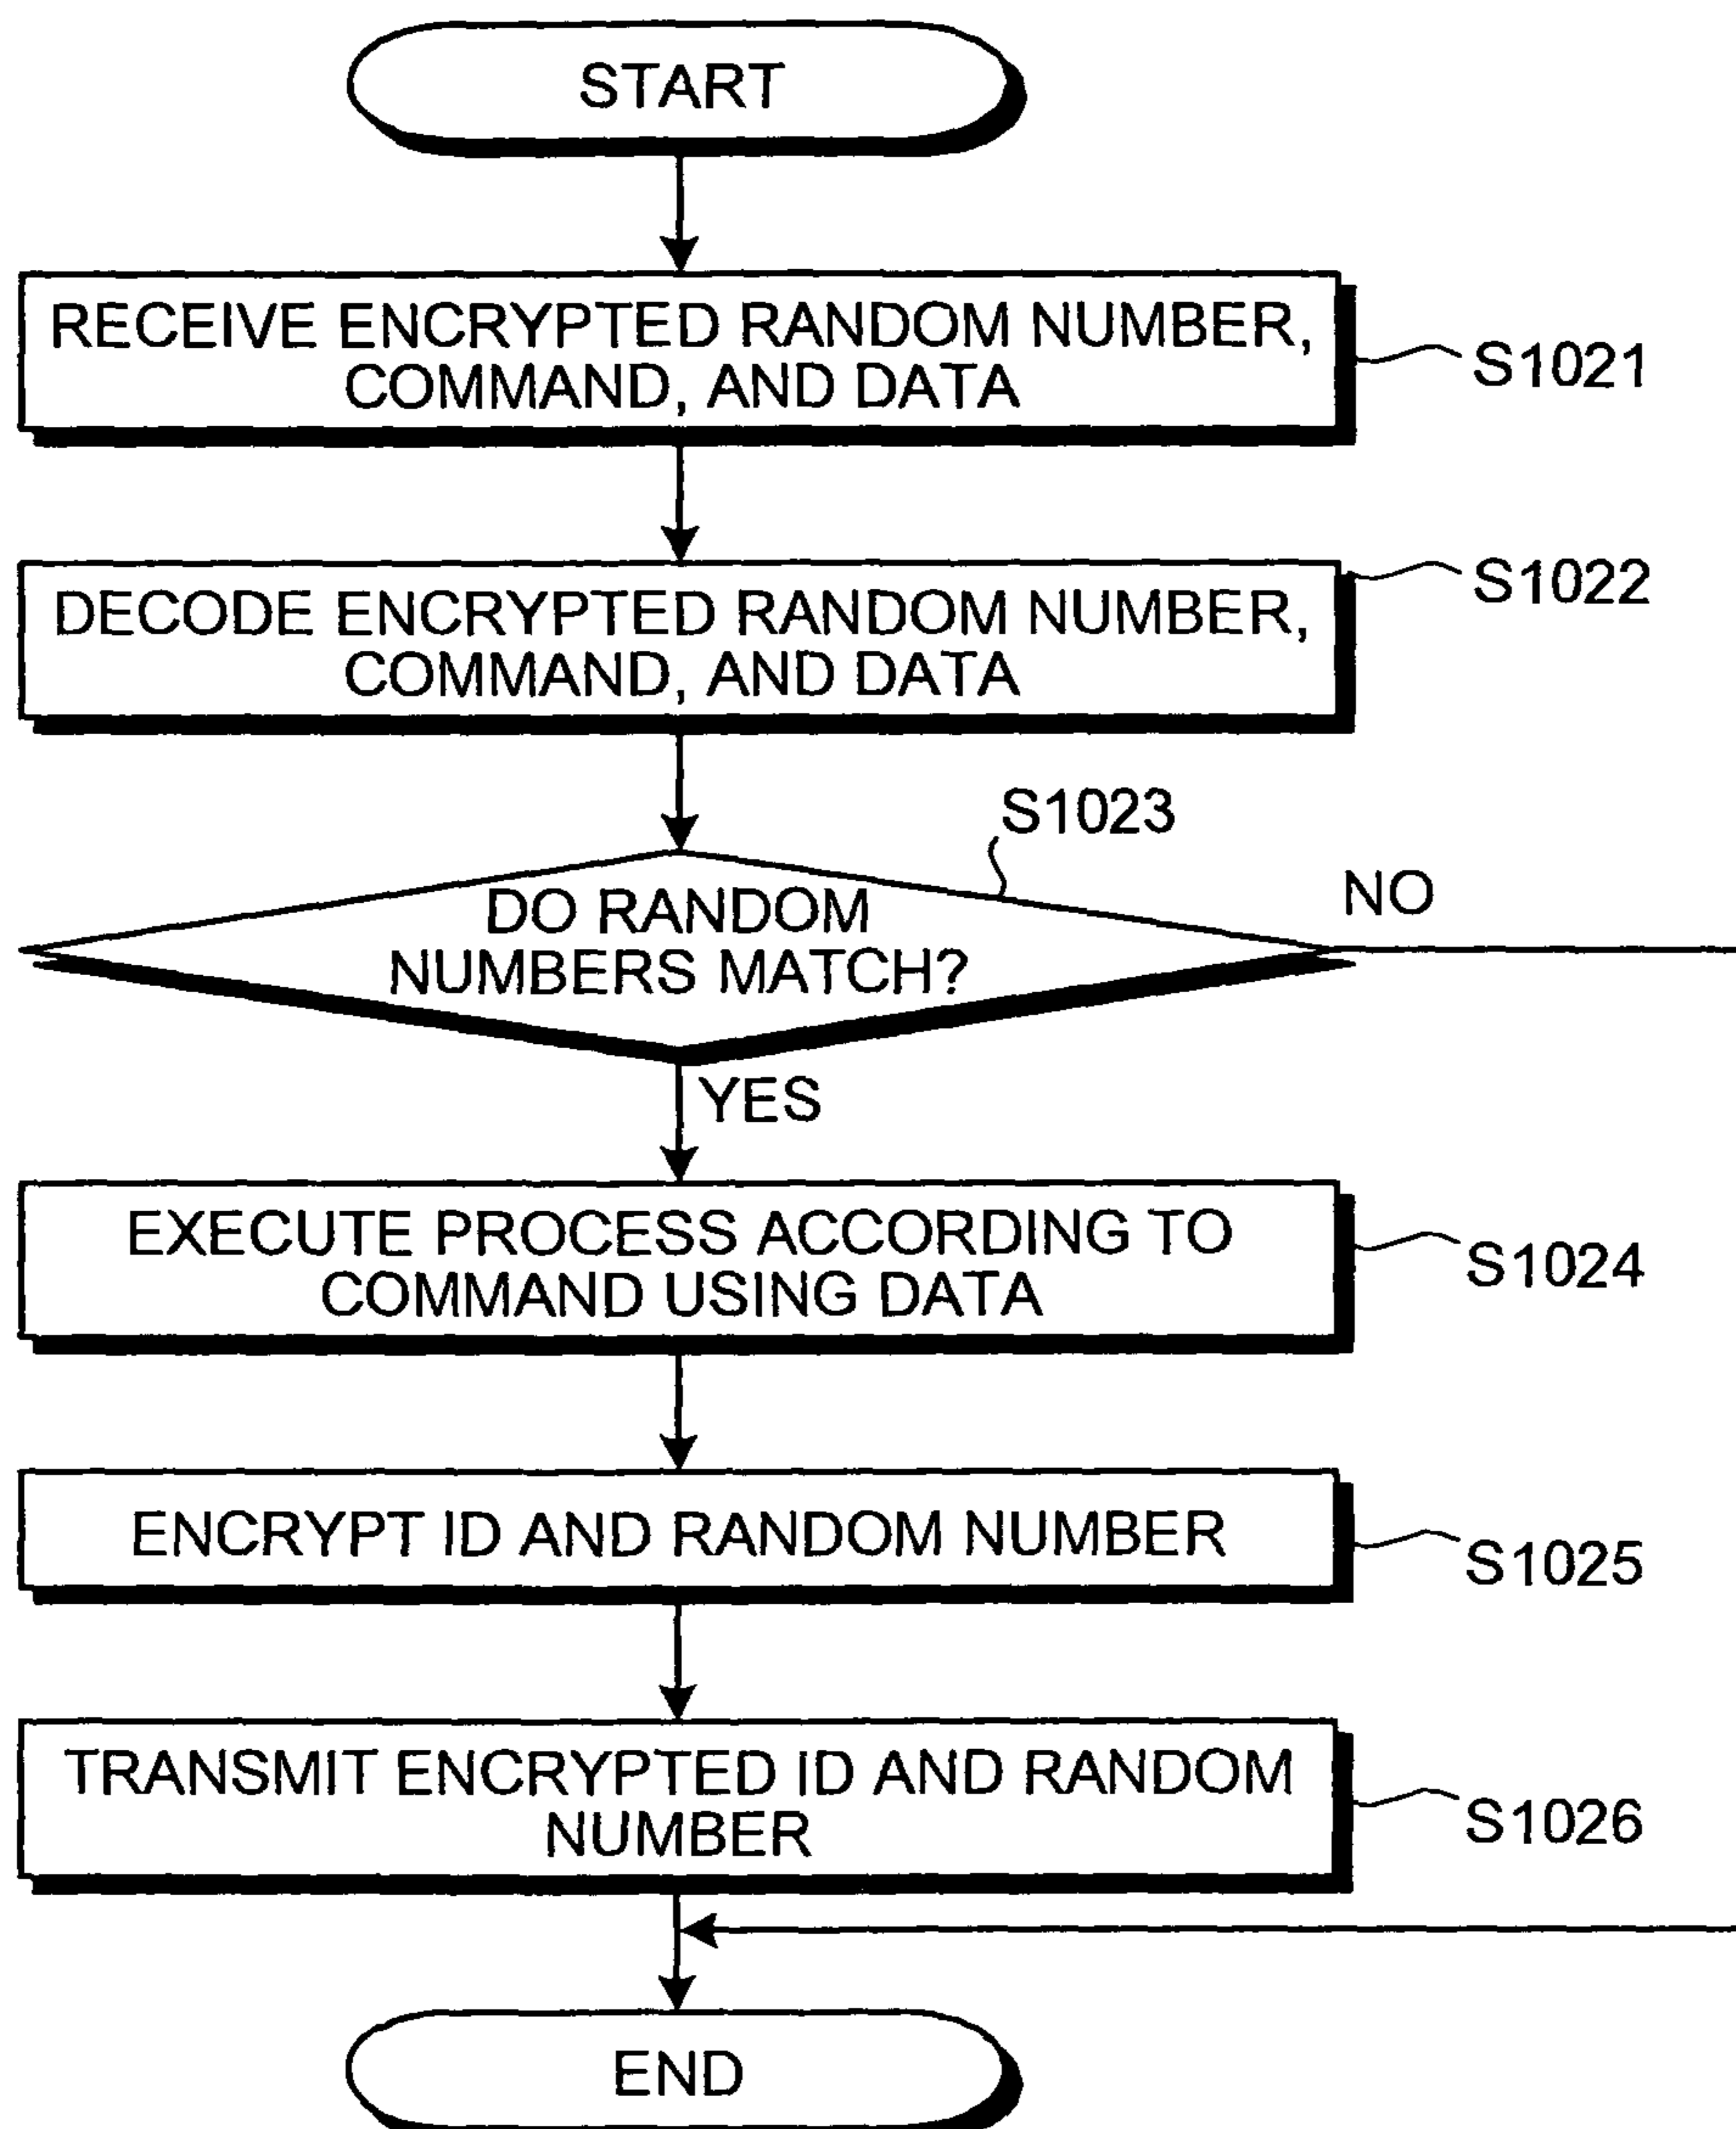 START
RECEIVE ENCRYPTED RANDOM NUMBER,
COMMAND, AND DATA
S1021
DECODE ENCRYPTED RANDOM NUMBER,
COMMAND, AND DATA
S1022
S1023
DO RANDOM
NUMBERS MATCH?
NO
YES
EXECUTE PROCESS ACCORDING TO
COMMAND USING DATA
S1024
ENCRYPT ID AND RANDOM NUMBER
S1025
TRANSMIT ENCRYPTED ID AND RANDOM
NUMBER
S1026
END